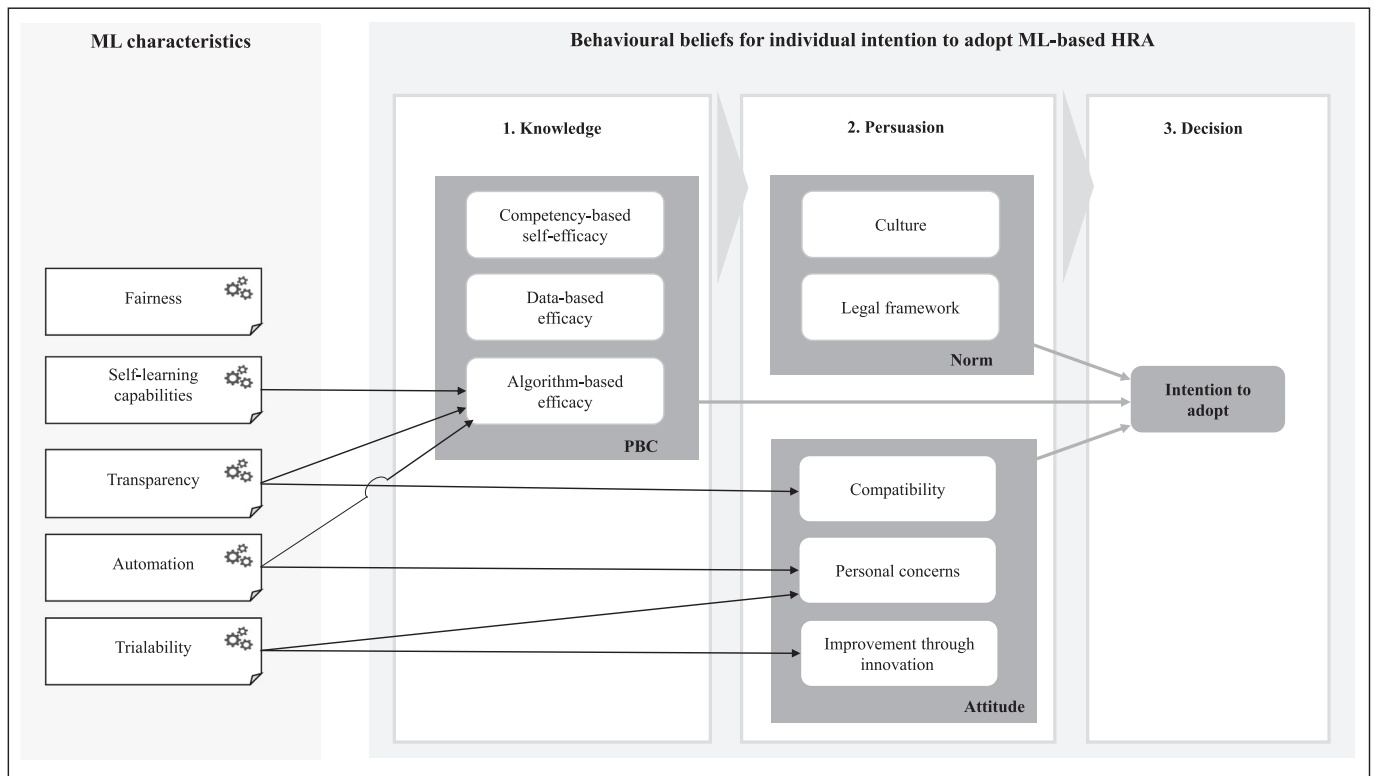 ML characteristics
Behavioural beliefs for individual intention to adopt ML-based HRA
1. Knowledge
2. Persuasion
3. Decision
Competency-based
self-efficacy
Data-based
efficacy
Algorithm-based
efficacy
PBC
Culture
Legal framework
Norm
Fairness
Self-learning
capabilities
Transparency
Automation
Trialability
Compatibility
Personal concerns
Improvement through
innovation
Attitude
Intention to
adopt